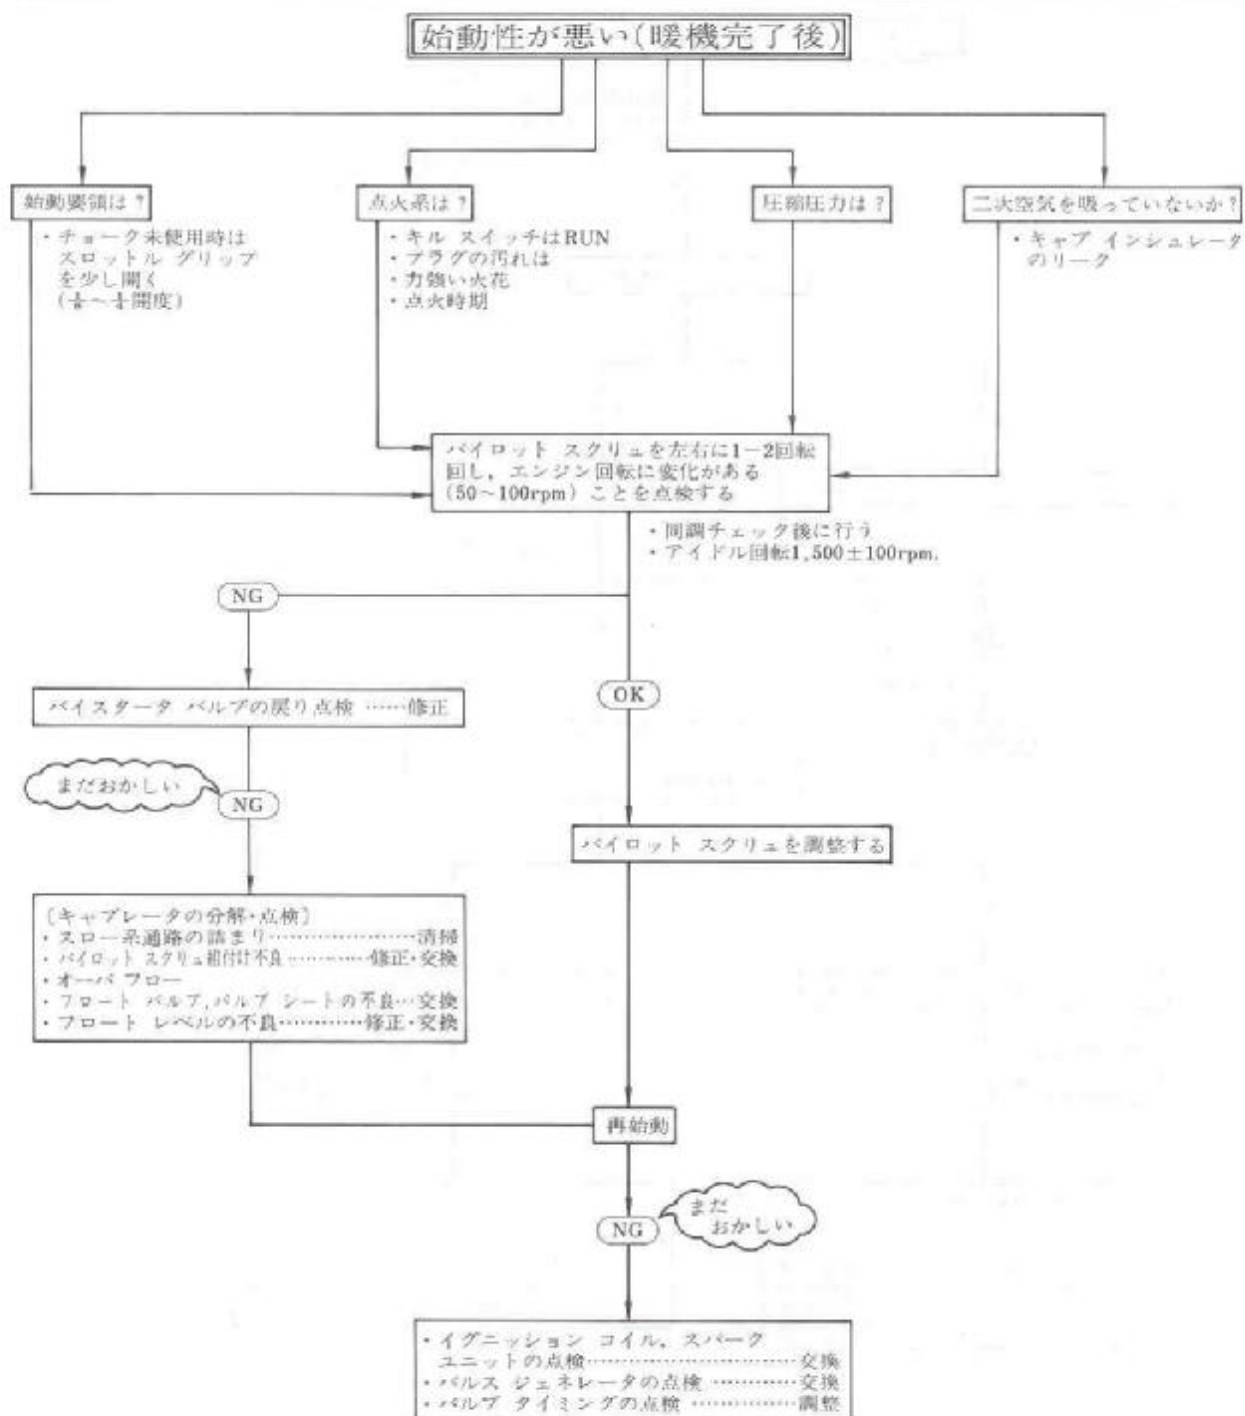 始動性が悪い(暖機完了後)
始動要領は?
・チョーク未使用時は
スロットル グリップ
を少し開く
開度)
点火系は?
・キル スイッチはRUN
・プラグの汚れは
・力強い火花
・点火時期
圧縮圧力は?
二次空気を吸っていないか?
・キャブ インシュレータ
のリーク
パイロット スクリュを左右に1−2回転
回し,エンジン回転に変化がある
(50〜100rpm)ことを点検する
・同調チェック後に行う
・アイドル回転1,500±100rpm.
NG
OK
バイスタータ バルブの戻り点検……修正
まだおかしい
NG
パイロット スクリュを調整する
〔キャブレータの分解・点検〕
・スロー系通路の詰まり…………………清掃
・パイロット スクリュ組付け不良…………修正・交換
・オーバ フロー
・フロート バルブ,バルブ シートの不良…交換
・フロート レベルの不良…………修正・交換
再始動
NG
まだ
おかしい
・イグニッション コイル,スパーク
ユニットの点検…………………………交換
・パルス ジェネレータの点検…………交換
・バルブ タイミングの点検…………調整